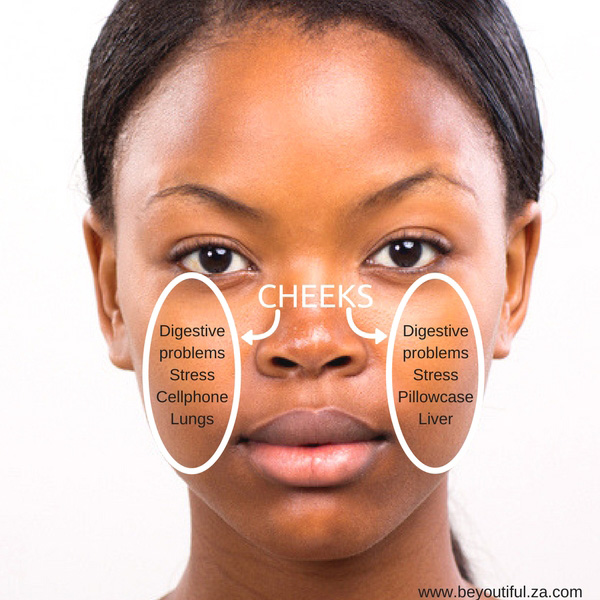 CHEEKS
Digestive
problems
Stress
Cellphone
Lungs
Digestive
problems
Stress
Pillowcase
Liver
www.beyoutiful.za.com